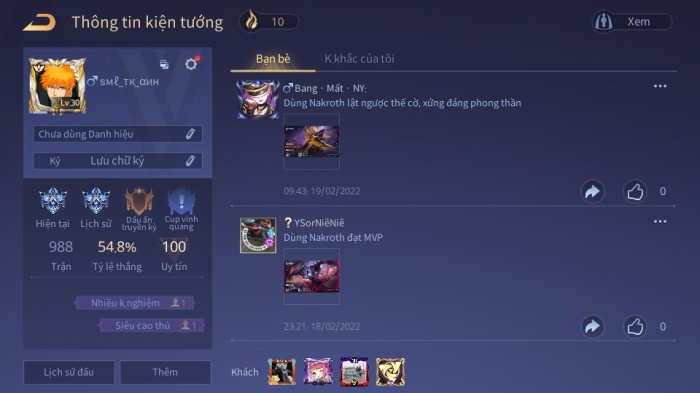 Thông tin kiện tướng
10
Xem
Bạn bè
K.khắc của tôi
sмℓ_тк_αин
Lv.30
Chưa dùng Danh hiệu
Ký Lưu chữ ký
Hiện tại
Lịch sử
Dấu ấn truyền kỳ
Cup vinh quang
988
54.8%
100
Trận
Tỷ lệ thắng
Uy tín
Nhiều k.nghiệm 1
Siêu cao thủ 1
Lịch sử đấu
Thêm
Bang · Mất · NY:
Dùng Nakroth lật ngược thế cờ, xứng đáng phong thần
09:43 19/02/2022
0
? YSorNiêNiê
Dùng Nakroth đạt MVP
23:21 18/02/2022
0
Khách